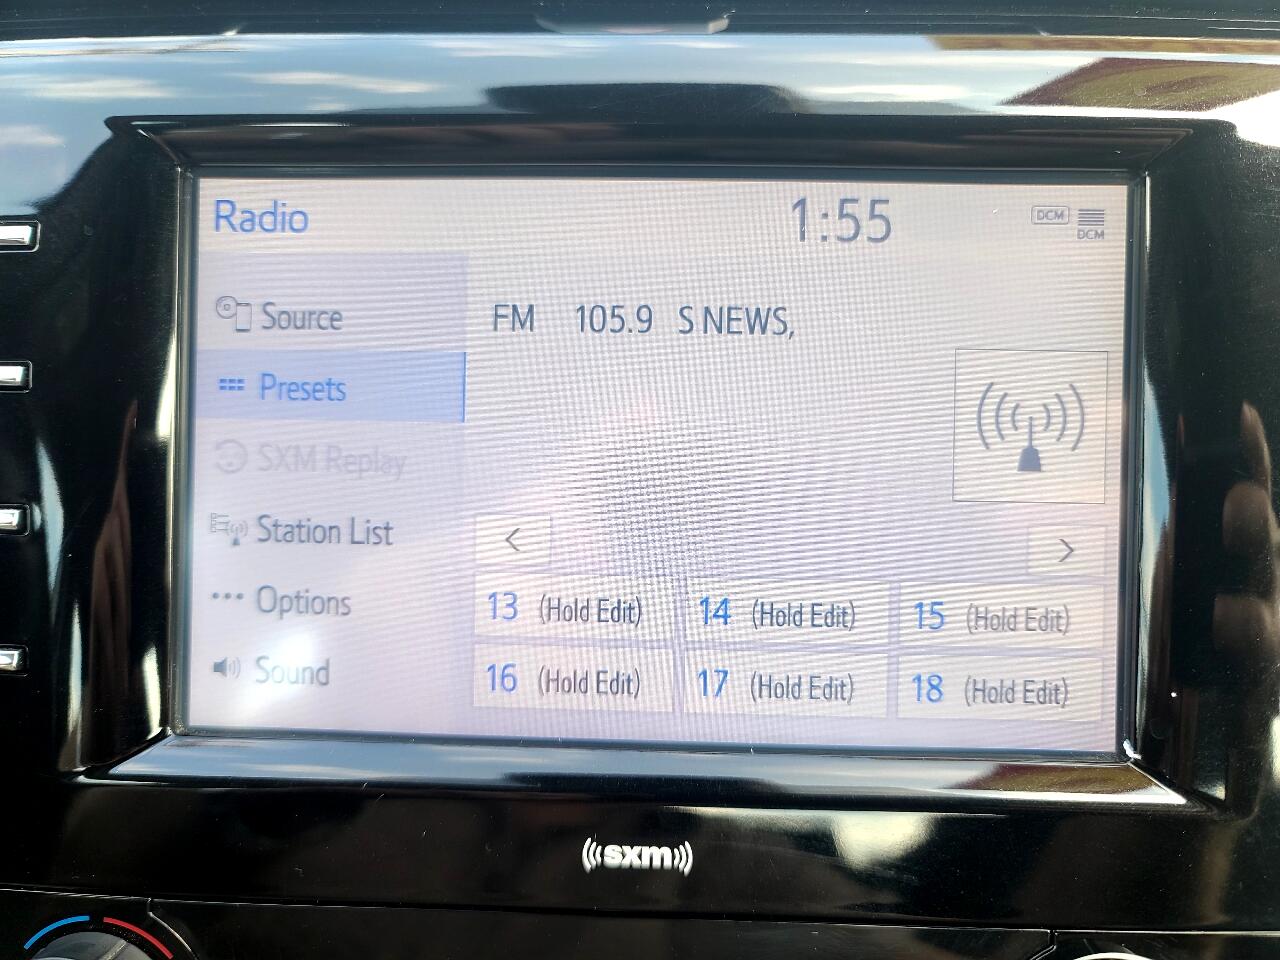 Radio
1:55
DCM
DCM
Source
FM 105.9 S NEWS,
Presets
SXM Replay
Station List
<
>
Options
13 (Hold Edit) 14 (Hold Edit) 15 (Hold Edit)
Sound
16 (Hold Edit) 17 (Hold Edit) 18 (Hold Edit)
((sxm))